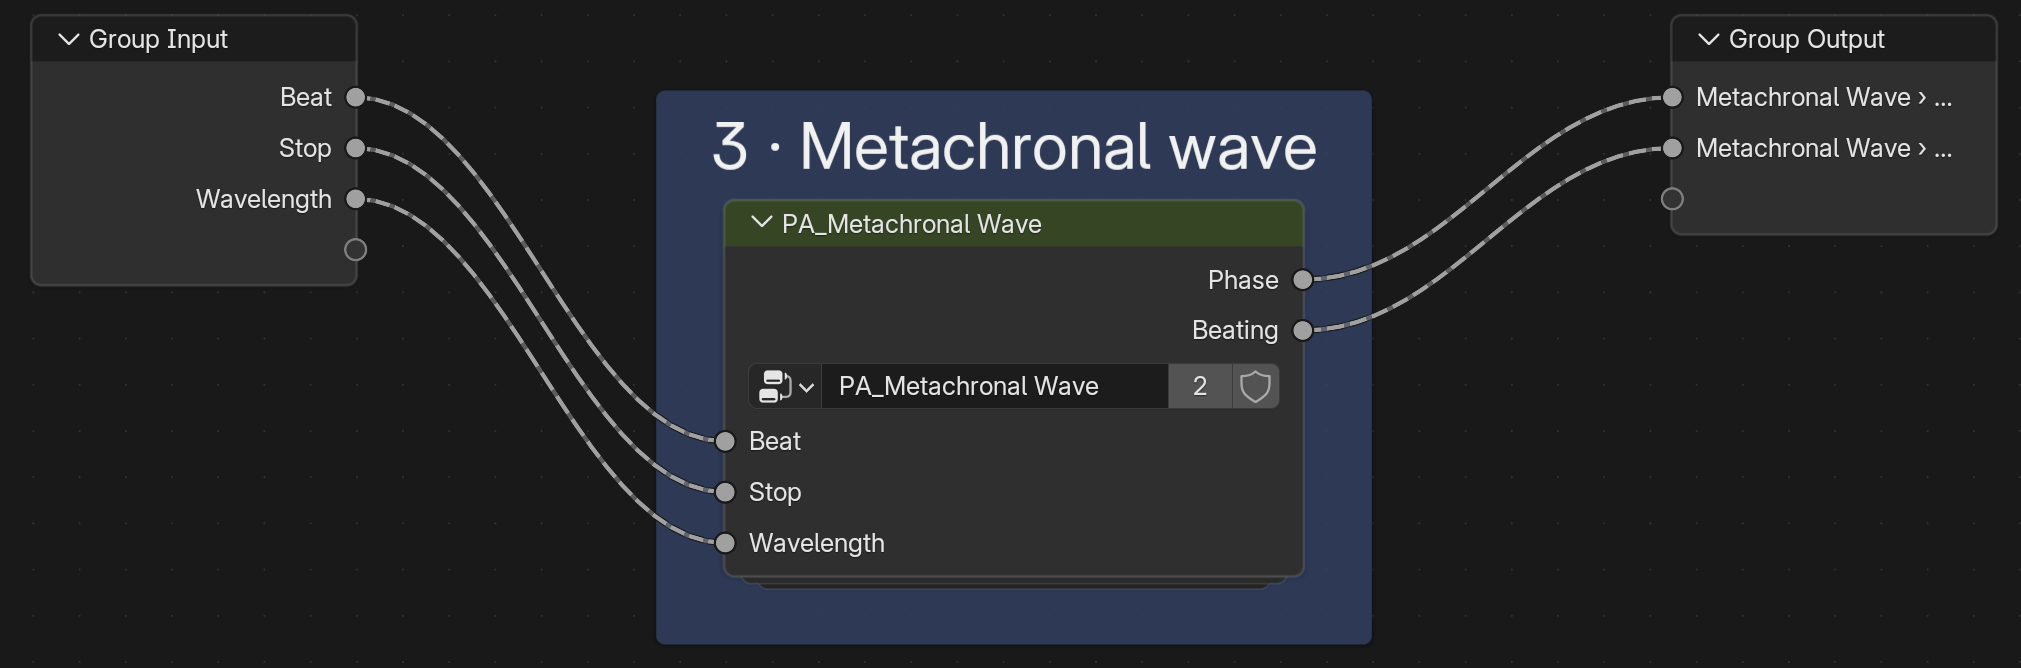 Group Input
Beat
Stop
Wavelength
3 · Metachronal wave
PA_Metachronal Wave
Phase
Beating
PA_Metachronal Wave 2
Beat
Stop
Wavelength
Group Output
Metachronal Wave › ...
Metachronal Wave › ...